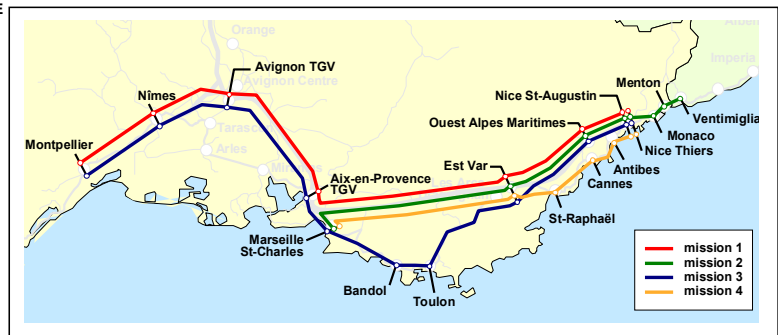 E
Orange
Alben
Avignon TGV
Avignon Centre
Imperia
Nîmes
Menton
Nice St-Augustin
Ventimiglia
Tarascon
Ouest Alpes Maritimes
Montpellier
Monaco
Arles
Nice Thiers
Est Var
Antibes
Aix-en-Provence
TGV
Cannes
St-Raphaël
Marseille
St-Charles
mission 1
mission 2
mission 3
mission 4
Bandol
Toulon